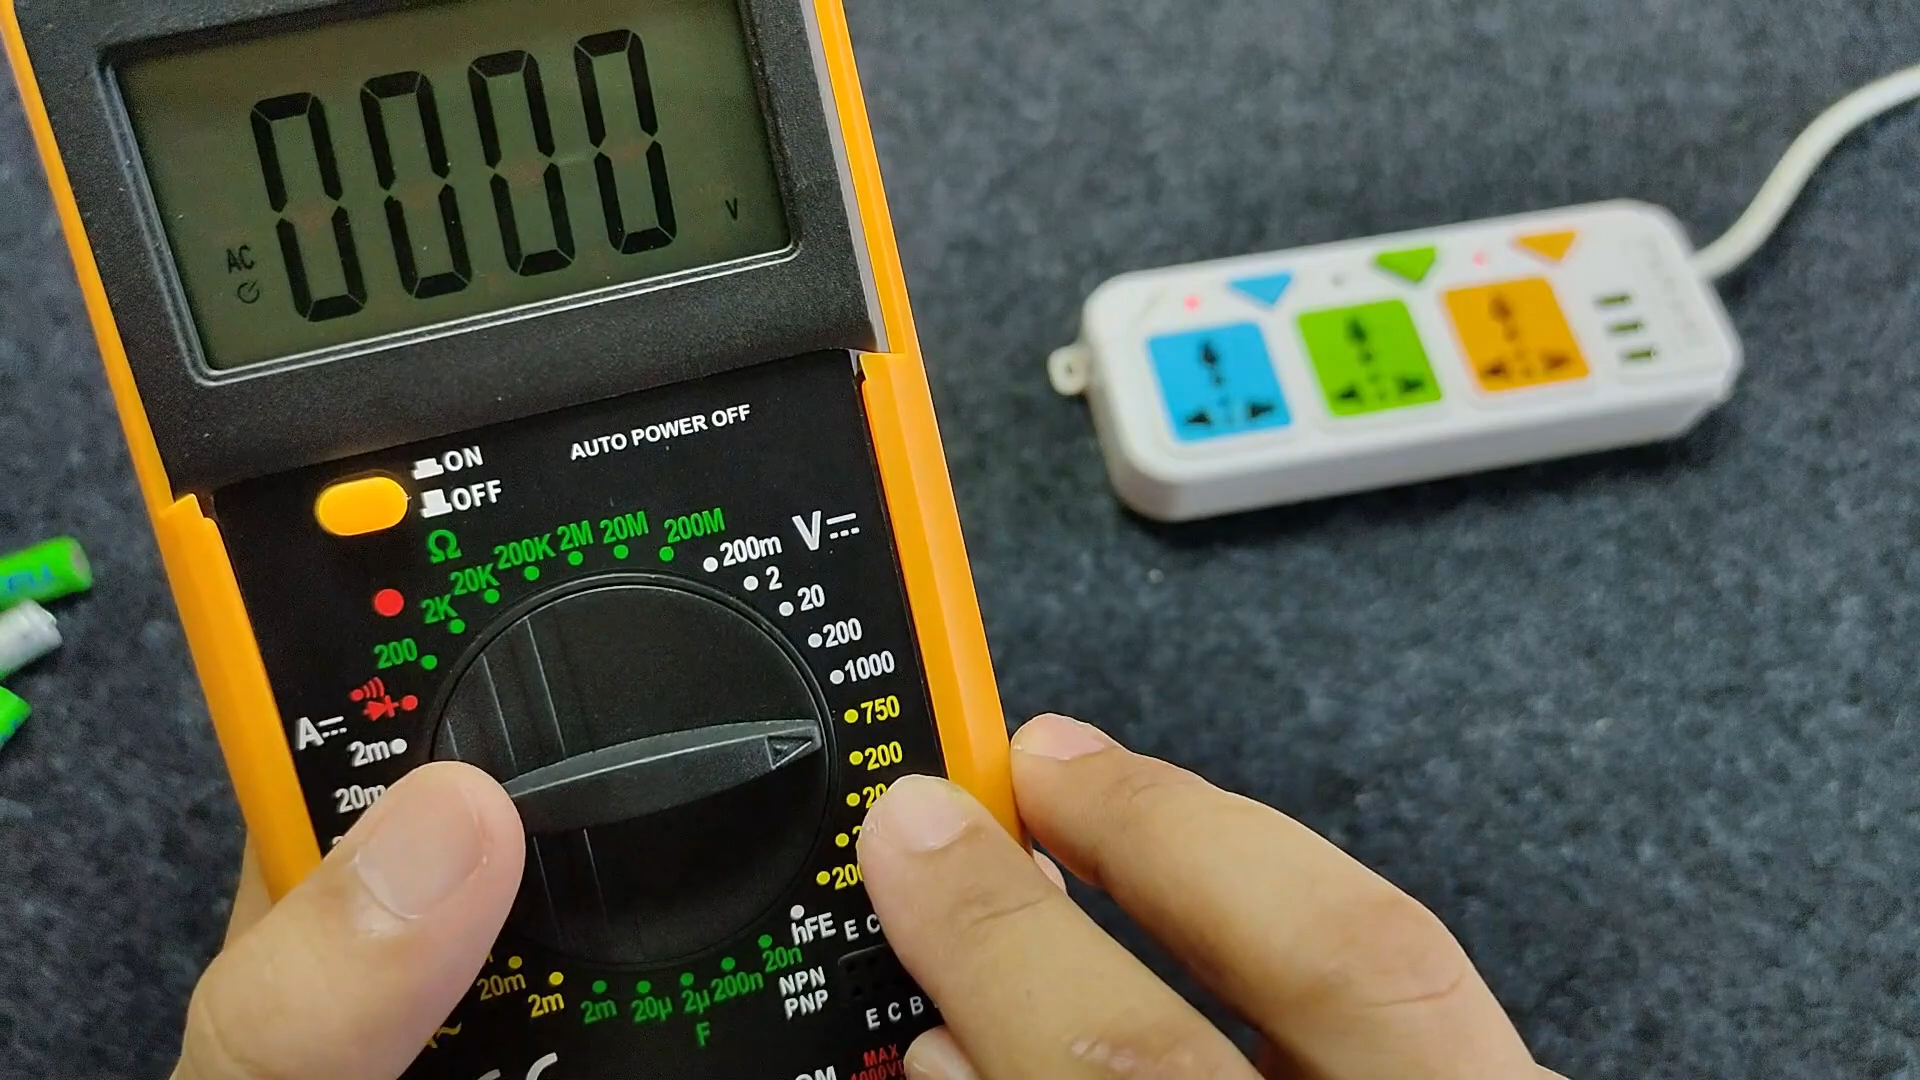 0000
AC
V
ON
OFF
AUTO POWER OFF
Ω
200
2K
20K
200K
2M
20M
200M
V
200m
2
20
200
1000
750
200
A
2m
20m
hFE
E C
NPN
PNP
E C B
20n
200n
2µ
20µ
2m
F
2m
20m
MAX